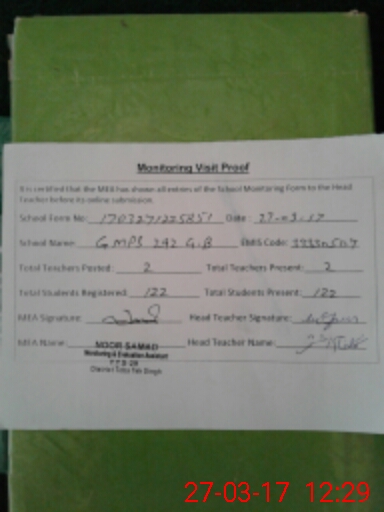 Monitoring Visit Proof
It is certified that the MEA has shown all entries of the School Monitoring Form to the Head
Teacher before its online submission.
School Form No: 1703271225851 Date: 27-03-17
School Name: GMPS 242 G.B EMIS Code:
Total Teachers Posted: 2 Total Teachers Present: 2
Total Students Registered: 122 Total Students Present: 122
MEA Signature: Head Teacher Signature:
MEA Name: NOOR SAMAD Head Teacher Name:
Monitoring & Evaluation Assistant
District Toba Tek Singh
27-03-17 12:29